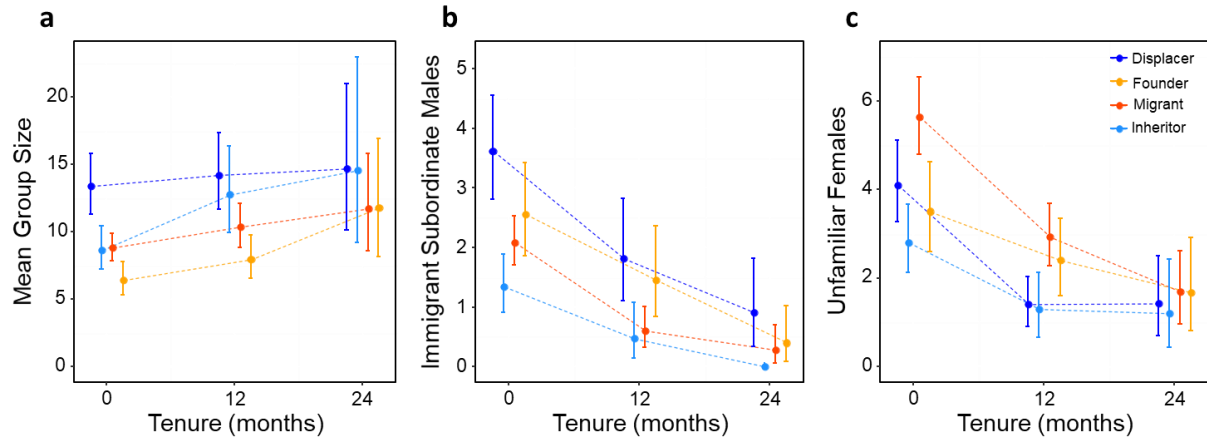 a
Mean Group Size
20
15
10
5
0
0 12 24
Tenure (months)
b
Immigrant Subordinate Males
5
4
3
2
1
0
0 12 24
Tenure (months)
c
Unfamiliar Females
6
4
2
0
0 12 24
Tenure (months)
Displacer
Founder
Migrant
Inheritor